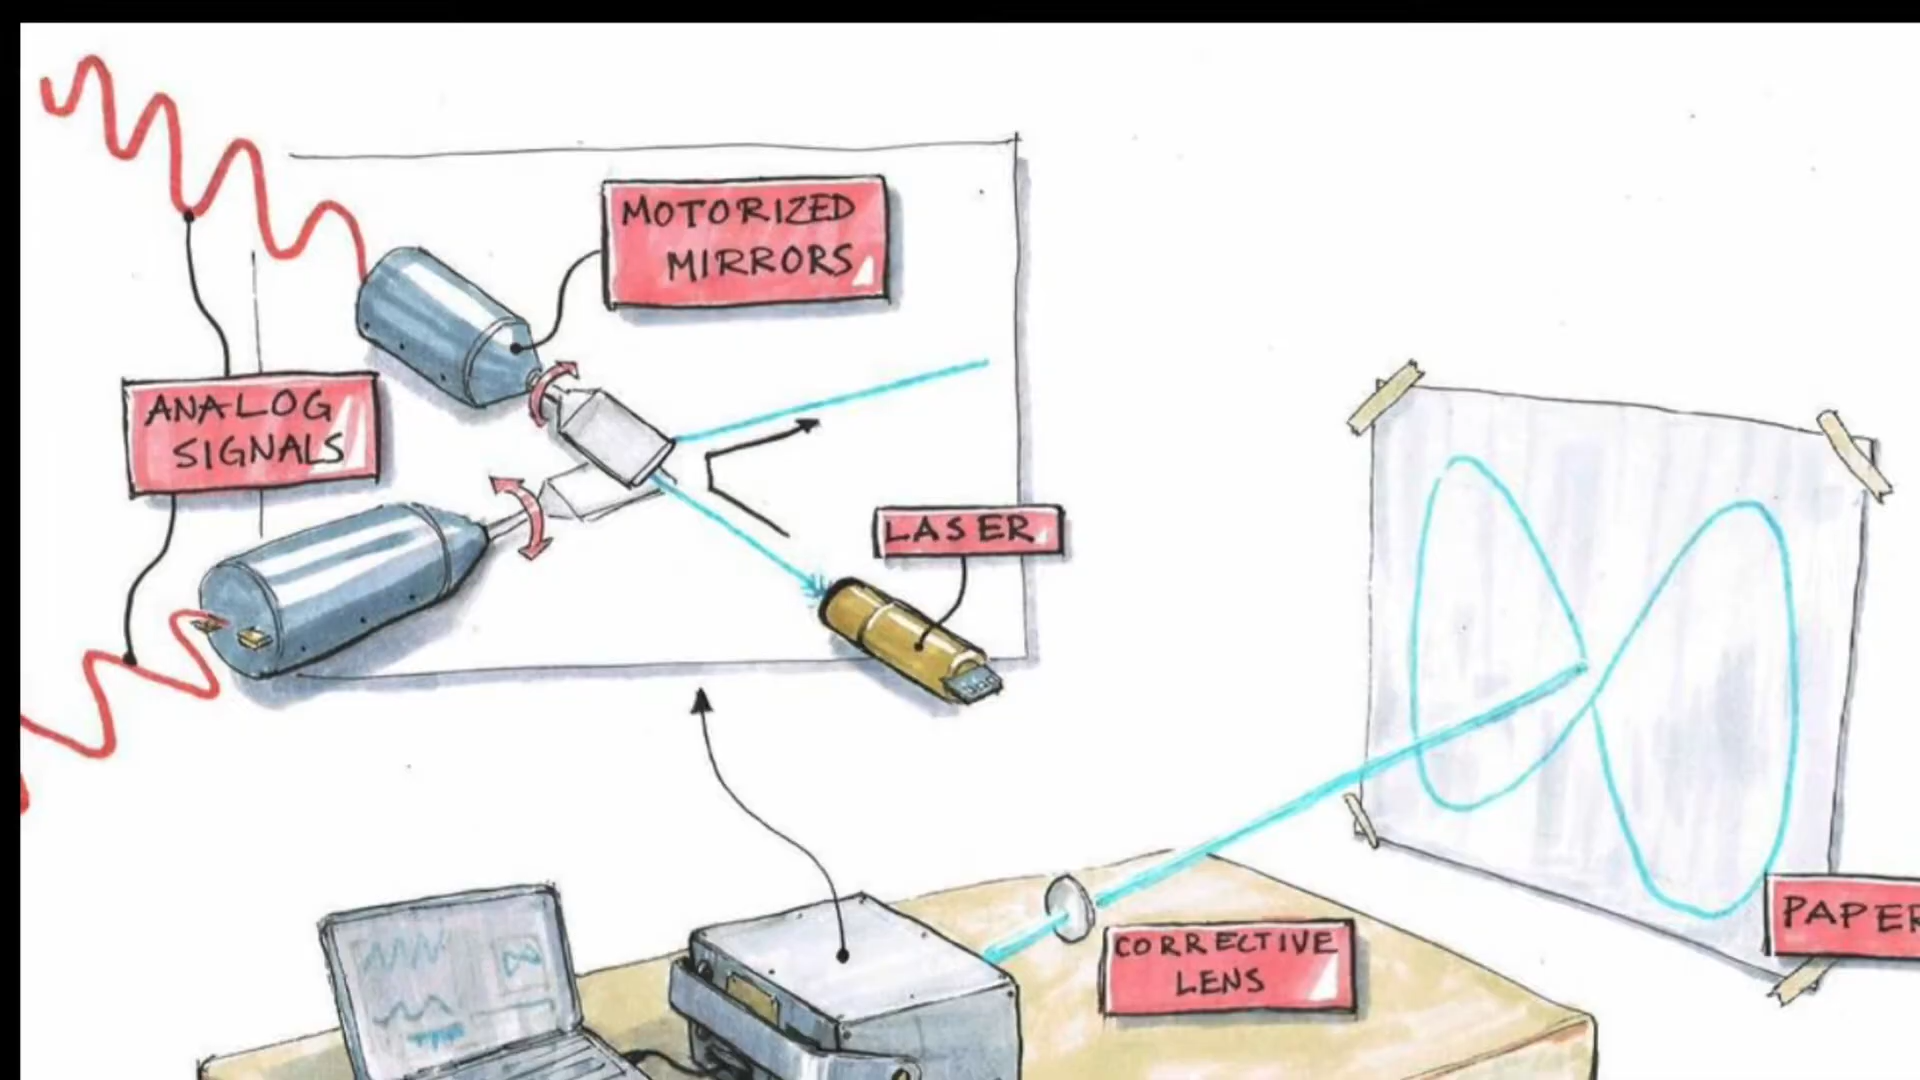 MOTORIZED
MIRRORS
ANALOG
SIGNALS
LASER
PAPER
CORRECTIVE
LENS